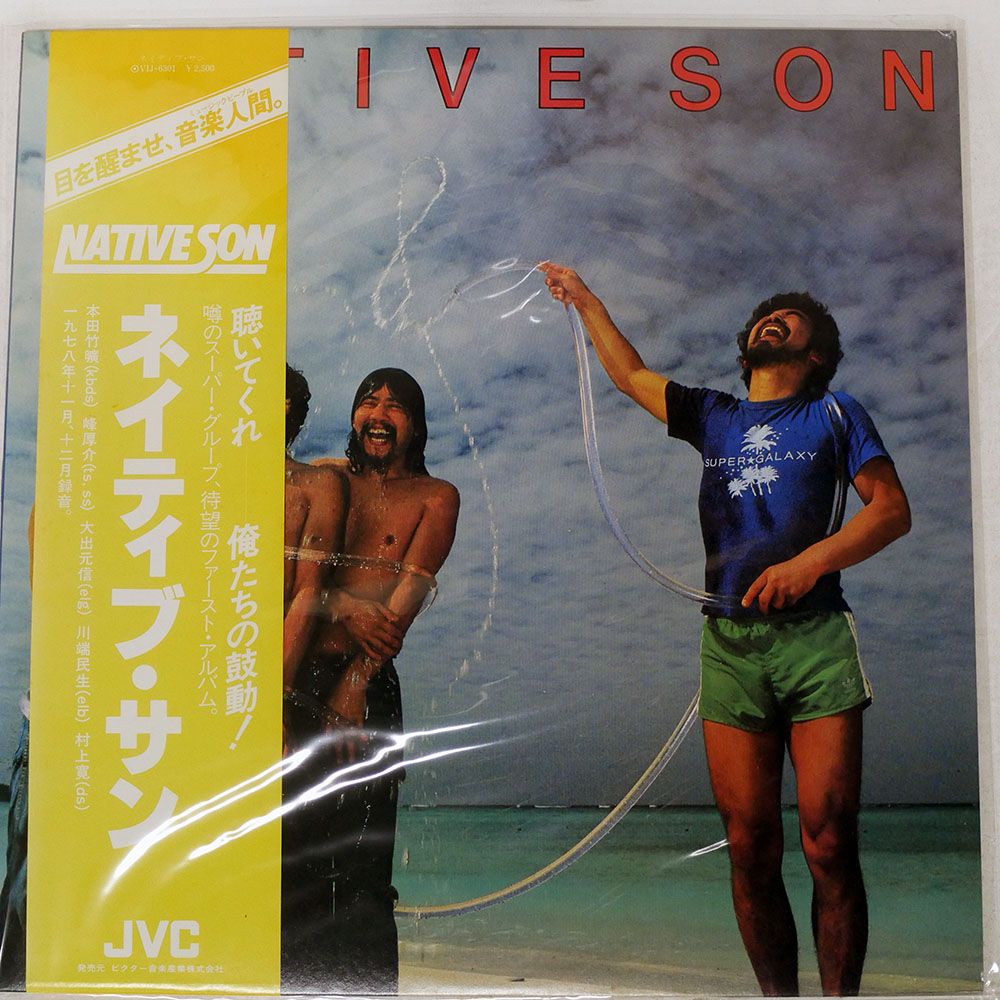 TIVE SON
ネイティブ・サン
⊙VIJ-6301 ¥2,500
ミュージックピープル
目を醒ませ、音楽人間。
NATIVE SON
聴いてくれ 俺たちの鼓動!
噂のスーパー・グループ、待望のファースト・アルバム。
ネイティブ・サン
本田竹曠(kbds) 峰厚介(ts, ss) 大出元信(elg) 川端民生(elb) 村上寛(ds)
一九七八年十一月、十二月録音。
SUPER★GALAXY
JVC
発売元 ビクター音楽産業株式会社